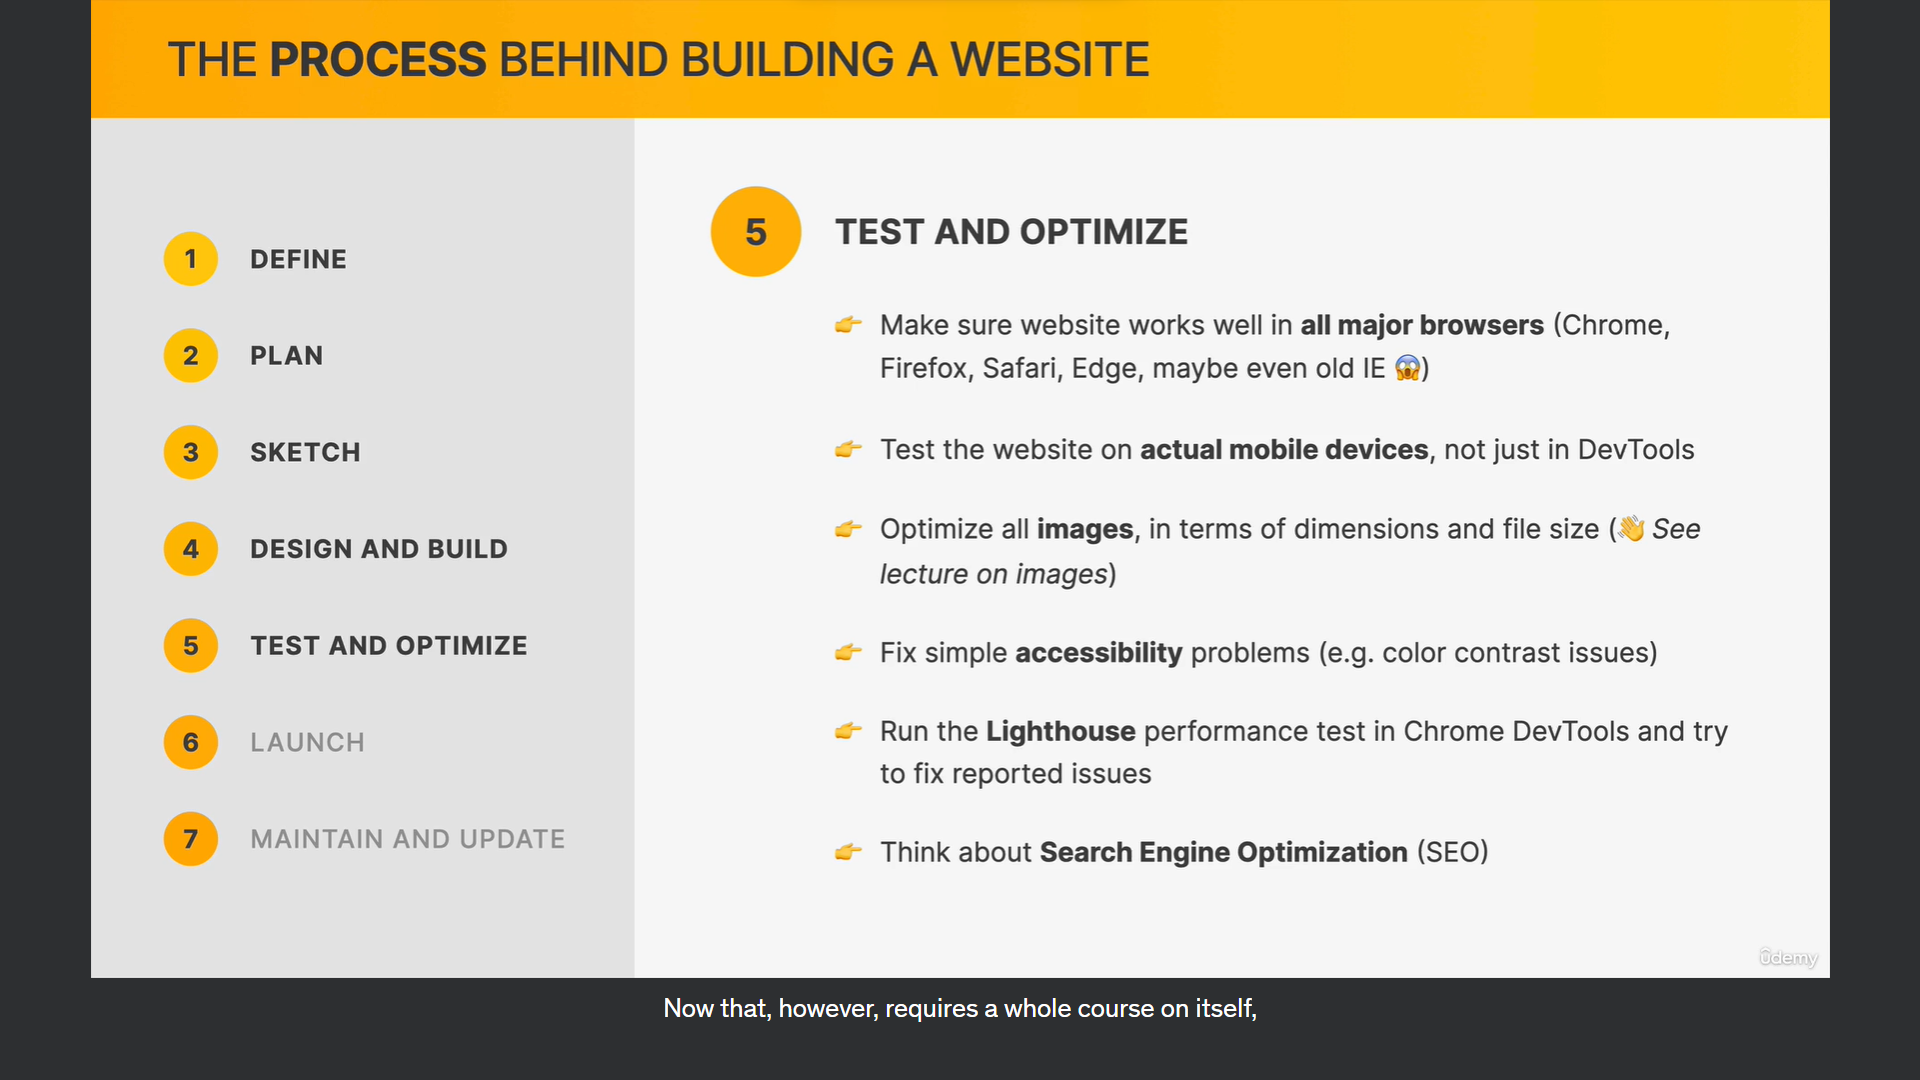 THE PROCESS BEHIND BUILDING A WEBSITE
1 DEFINE
2 PLAN
3 SKETCH
4 DESIGN AND BUILD
5 TEST AND OPTIMIZE
6 LAUNCH
7 MAINTAIN AND UPDATE
5 TEST AND OPTIMIZE
👉 Make sure website works well in all major browsers (Chrome,
Firefox, Safari, Edge, maybe even old IE 😱)
👉 Test the website on actual mobile devices, not just in DevTools
👉 Optimize all images, in terms of dimensions and file size (👋 See
lecture on images)
👉 Fix simple accessibility problems (e.g. color contrast issues)
👉 Run the Lighthouse performance test in Chrome DevTools and try
to fix reported issues
👉 Think about Search Engine Optimization (SEO)
ûdemy
Now that, however, requires a whole course on itself,